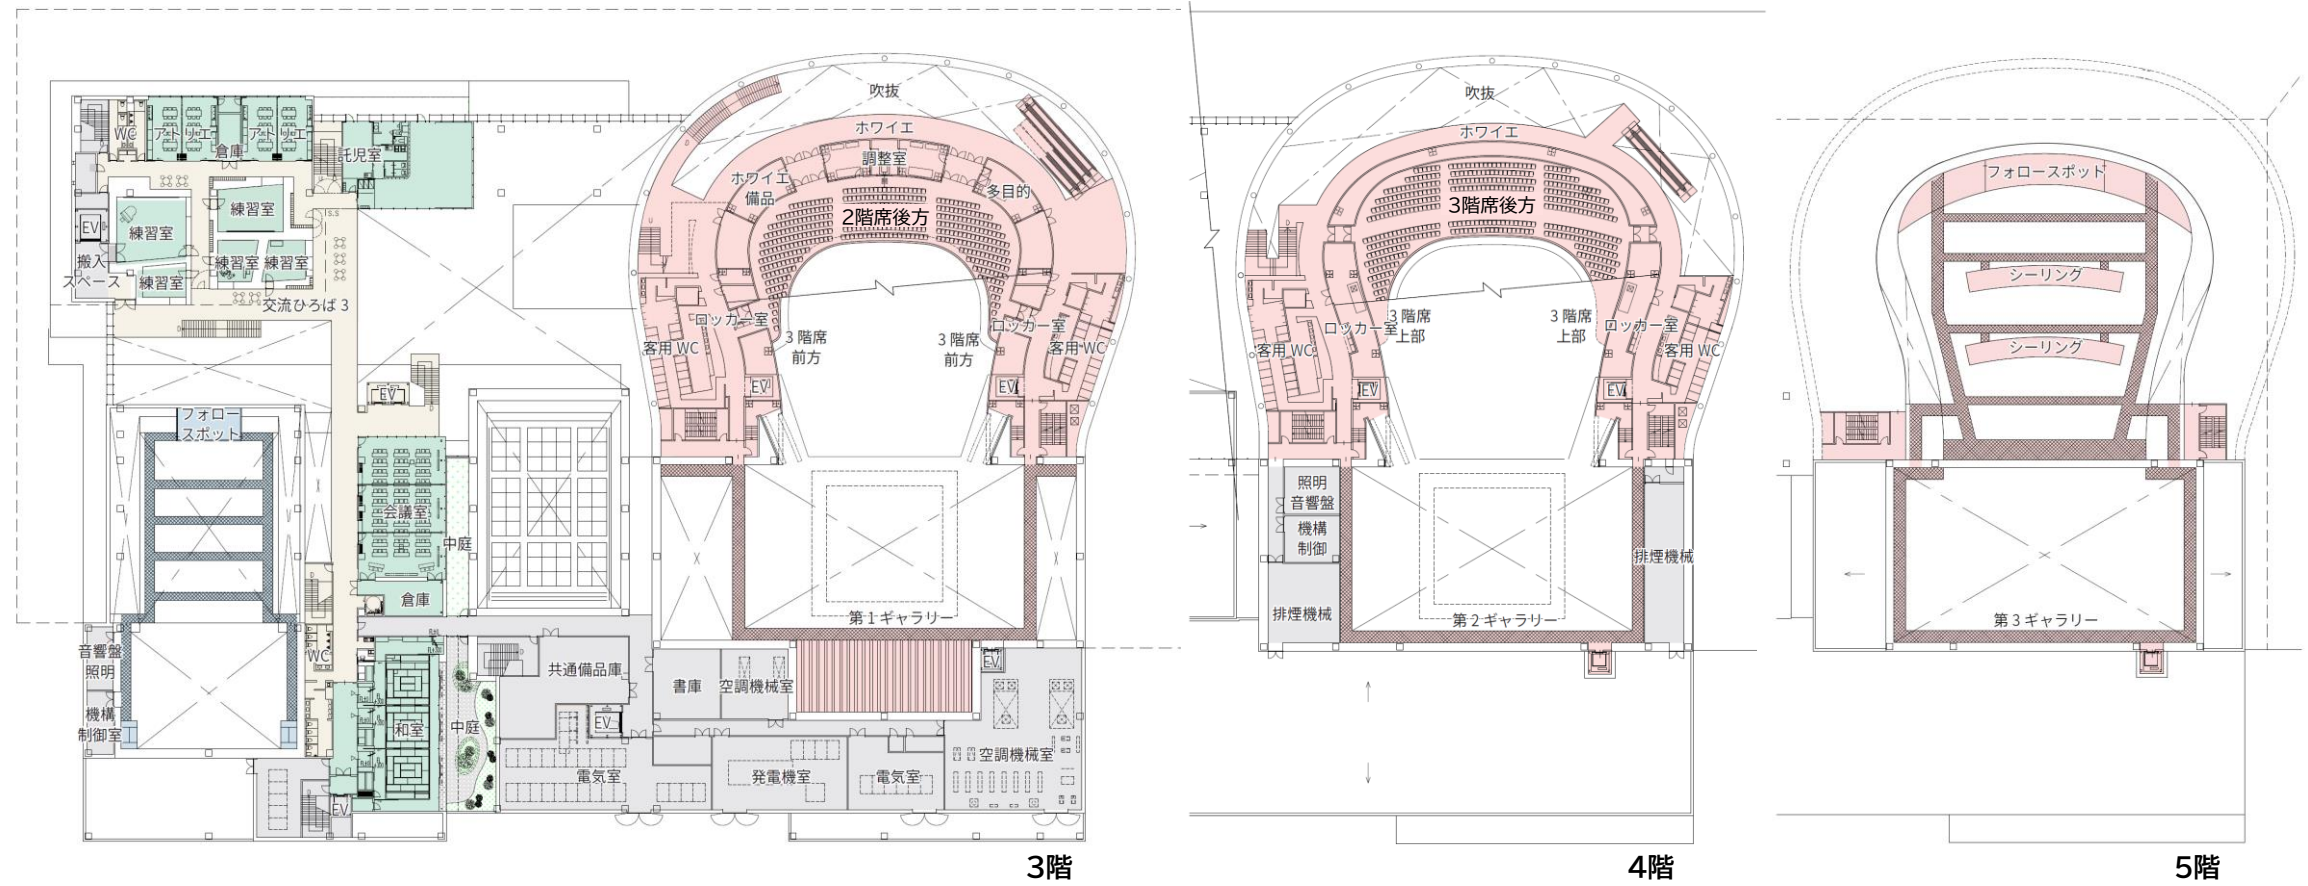 WC
アトリエ
アトリエ
倉庫
託児室
練習室
練習室
EV
搬入
スペース
練習室
練習室
練習室
交流ひろば 3
EV
フォロー
スポット
会議室
中庭
倉庫
音響盤
照明
機構
制御室
WC
和室
中庭
EV
吹抜
ホワイエ
調整室
ホワイエ
備品
多目的
2階席後方
ロッカー室
ロッカー室
客用 WC
客用 WC
3 階席
前方
3 階席
前方
EV
EV
第 1 ギャラリー
共通備品庫
書庫
空調機械室
EV
EV
電気室
発電機室
電気室
空調機械室
3階
吹抜
ホワイエ
3階席後方
ロッカー室
3 階席
上部
3 階席
上部
ロッカー室
客用 WC
客用 WC
EV
EV
照明
音響盤
機構
制御
排煙機械
排煙機械
第 2 ギャラリー
4階
フォロースポット
シーリング
シーリング
第 3 ギャラリー
5階